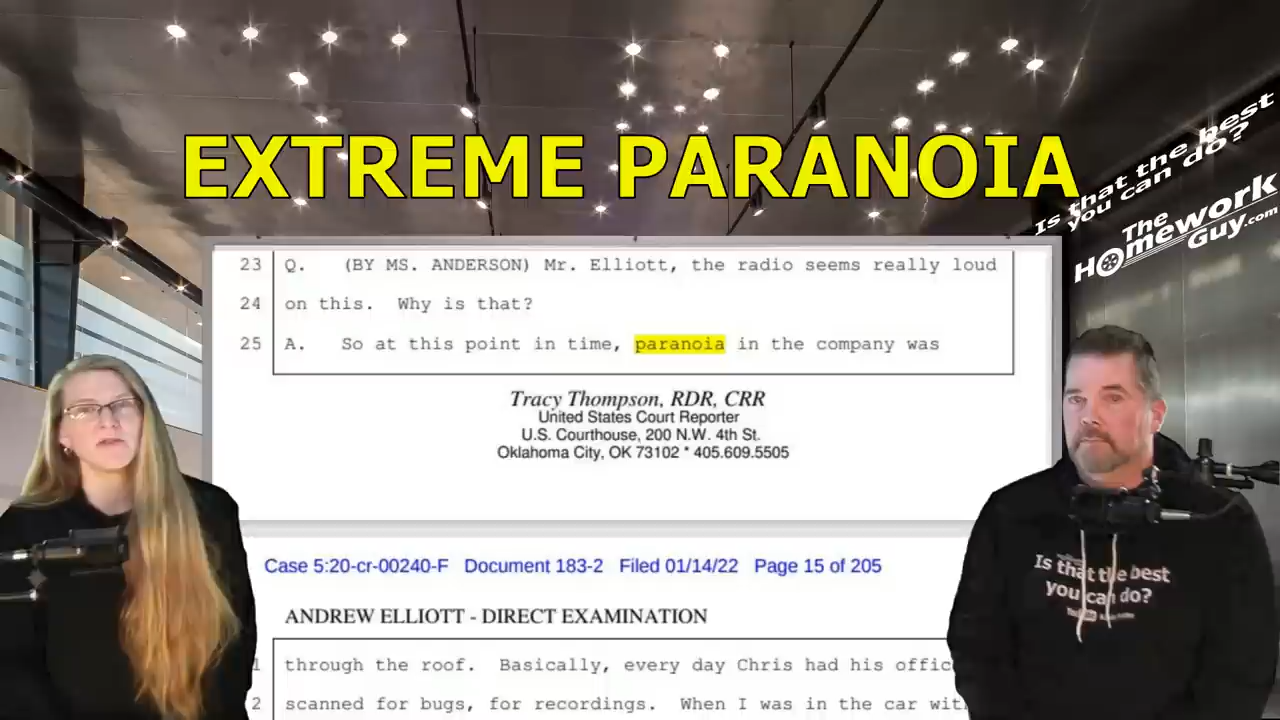 EXTREME PARANOIA
Is that the best
you can do?
The
Homework
Guy.com
23 Q. (BY MS. ANDERSON) Mr. Elliott, the radio seems really loud
24 on this. Why is that?
25 A. So at this point in time, paranoia in the company was
Tracy Thompson, RDR, CRR
United States Court Reporter
U.S. Courthouse, 200 N.W. 4th St.
Oklahoma City, OK 73102 * 405.609.5505
Case 5:20-cr-00240-F Document 183-2 Filed 01/14/22 Page 15 of 205
ANDREW ELLIOTT - DIRECT EXAMINATION
1 through the roof. Basically, every day Chris had his offic
2 scanned for bugs, for recordings. When I was in the car wit
Is that the best
you can do?